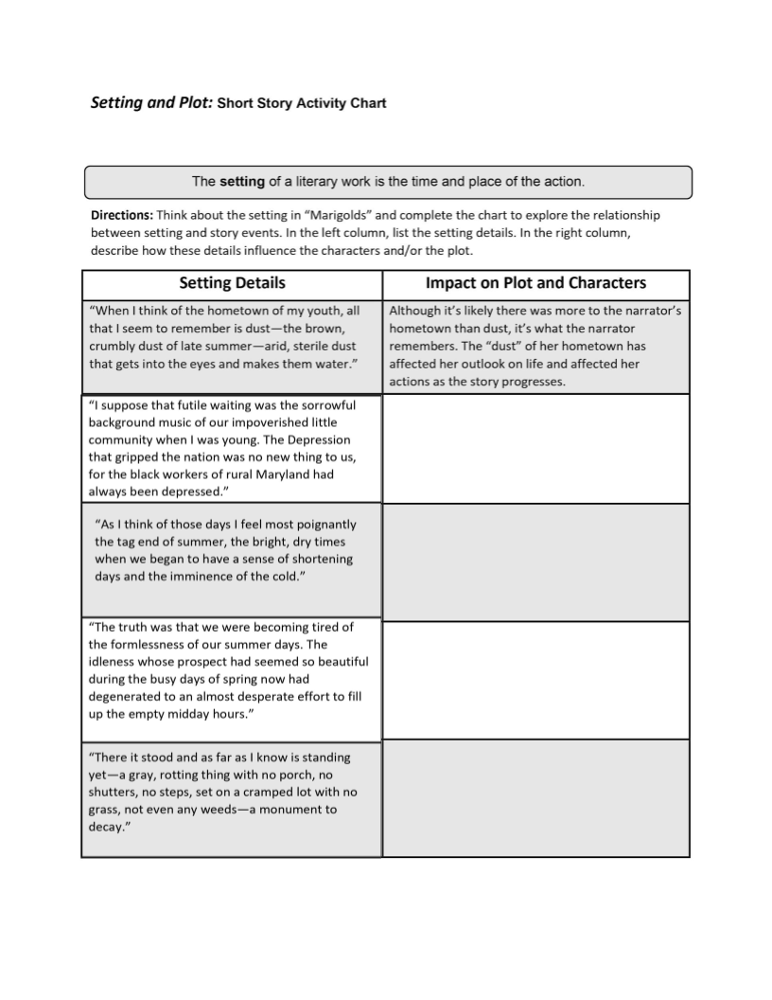 Setting and Plot: Short Story Activity Chart
The setting of a literary work is the time and place of the action.
Directions: Think about the setting in “Marigolds” and complete the chart to explore the relationship
between setting and story events. In the left column, list the setting details. In the right column,
describe how these details influence the characters and/or the plot.
Setting Details
Impact on Plot and Characters
“When I think of the hometown of my youth, all
that I seem to remember is dust—the brown,
crumbly dust of late summer—arid, sterile dust
that gets into the eyes and makes them water.”
Although it’s likely there was more to the narrator’s
hometown than dust, it’s what the narrator
remembers. The “dust” of her hometown has
affected her outlook on life and affected her
actions as the story progresses.
“I suppose that futile waiting was the sorrowful
background music of our impoverished little
community when I was young. The Depression
that gripped the nation was no new thing to us,
for the black workers of rural Maryland had
always been depressed.”
“As I think of those days I feel most poignantly
the tag end of summer, the bright, dry times
when we began to have a sense of shortening
days and the imminence of the cold.”
“The truth was that we were becoming tired of
the formlessness of our summer days. The
idleness whose prospect had seemed so beautiful
during the busy days of spring now had
degenerated to an almost desperate effort to fill
up the empty midday hours.”
“There it stood and as far as I know is standing
yet—a gray, rotting thing with no porch, no
shutters, no steps, set on a cramped lot with no
grass, not even any weeds—a monument to
decay.”